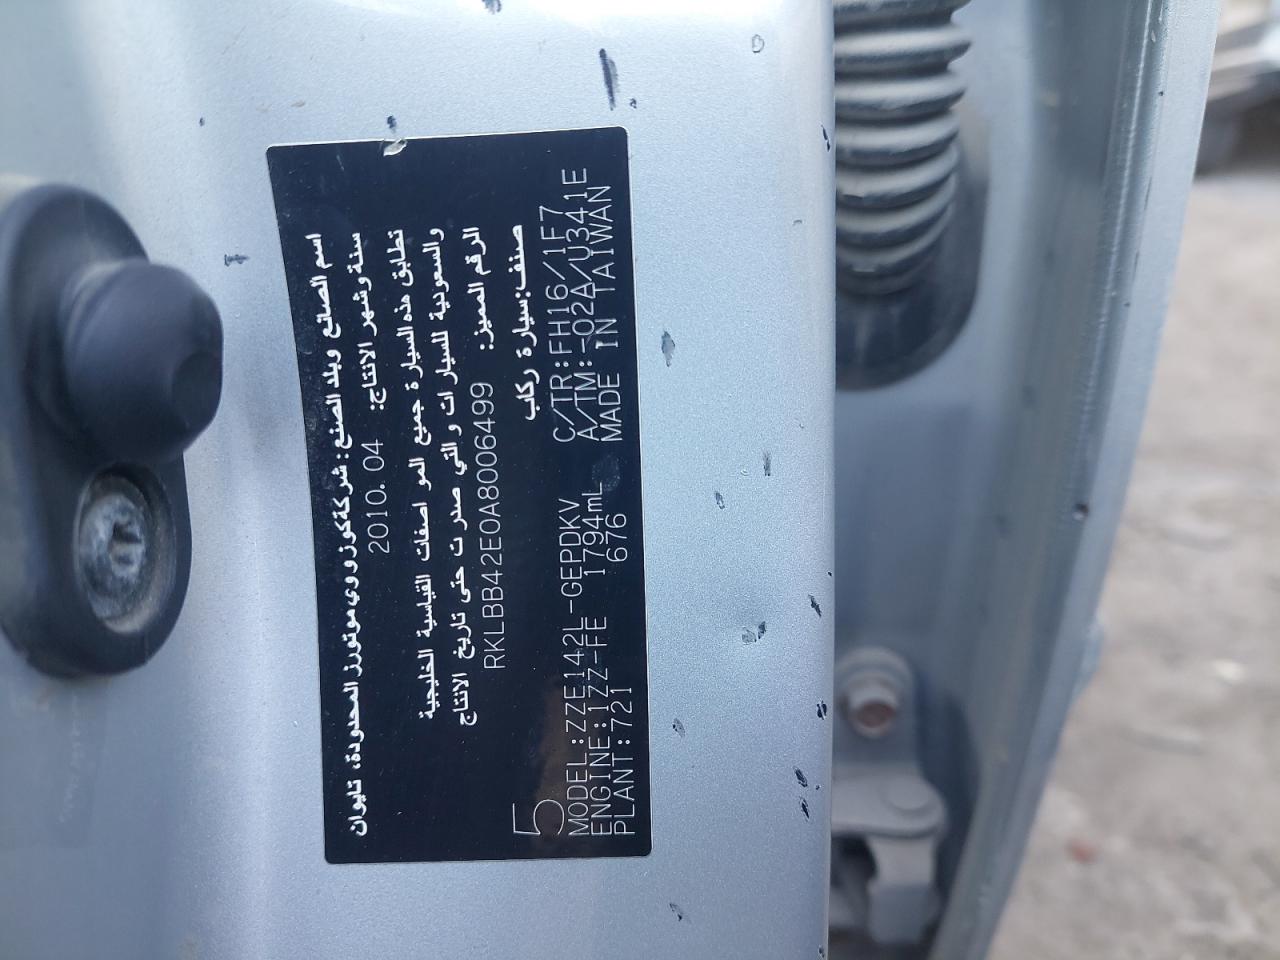 اسم الصانع وبلد الصنع: شركة كوزووي موتورز المحدودة، تايوان
سنة وشهر الانتاج: 2010.04
تطابق هذه السيارة جميع المواصفات القياسية الخليجية
والسعودية للسيارات والتي صدرت حتى تاريخ الانتاج
الرقم المميز: RKLBB42E0A8006499
صنف: سيارة ركاب
5
MODEL:ZZE142L-GEPDKV C/TR:FH16/1F7
ENGINE:1ZZ-FE 1794mL A/TM:-02A/U341E
PLANT:721 676 MADE IN TAIWAN